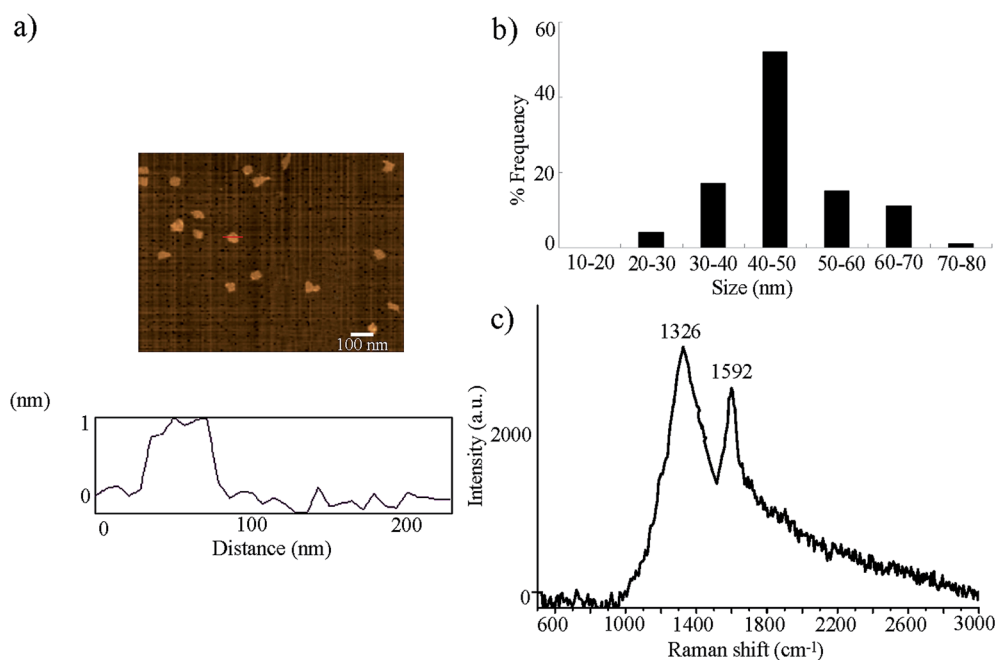 a)
100 nm
(nm)
1
0
0 100 200
Distance (nm)
b)
60
40
20
0
% Frequency
10-20 20-30 30-40 40-50 50-60 60-70 70-80
Size (nm)
c)
1326
1592
2000
0
Intensity (a.u.)
600 1000 1400 1800 2200 2600 3000
Raman shift (cm⁻¹)